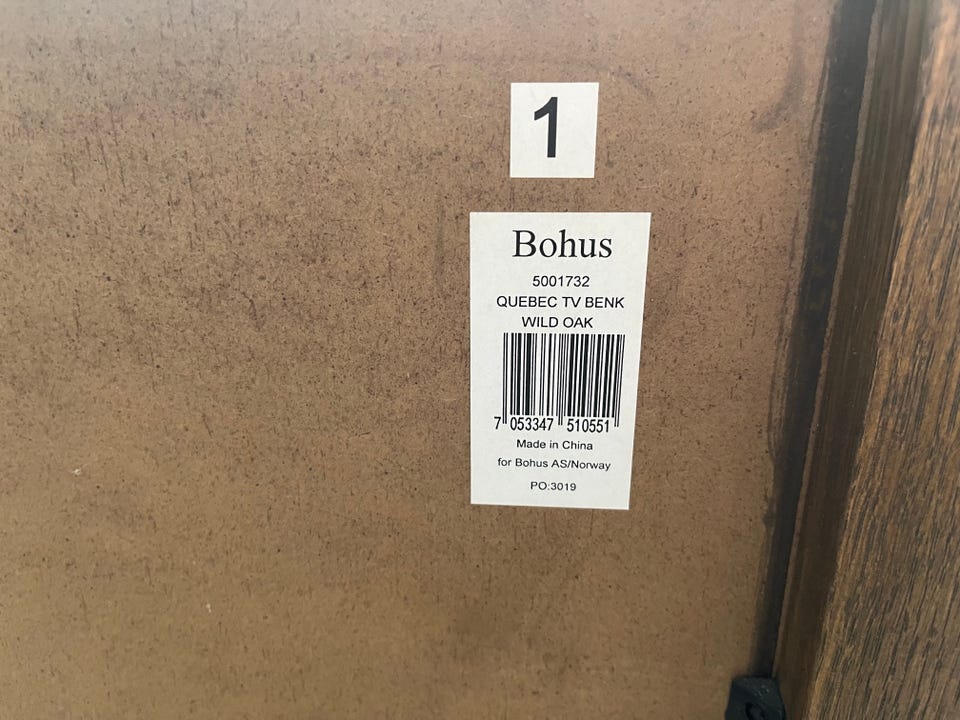 1
Bohus
5001732
QUEBEC TV BENK
WILD OAK
7 053347 510551
Made in China
for Bohus AS/Norway
PO:3019